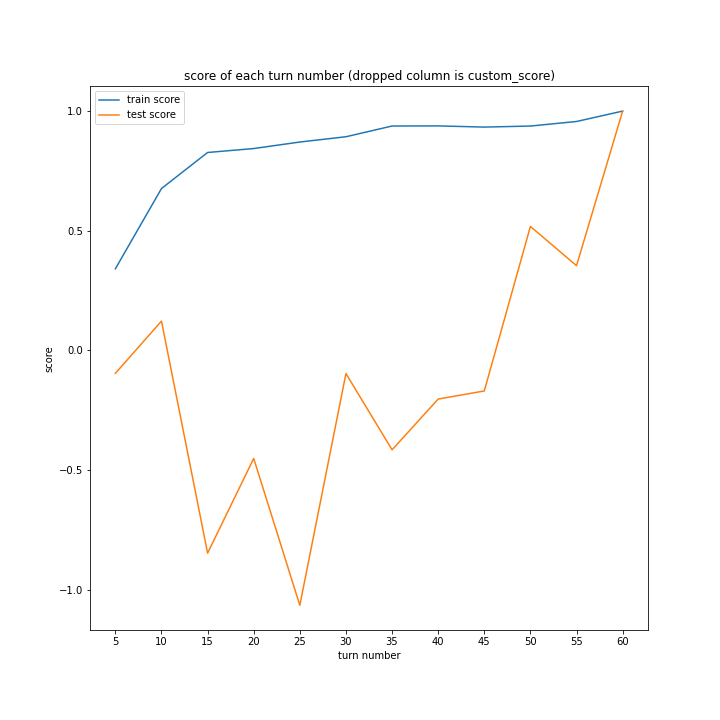 score of each turn number (dropped column is custom_score)
train score
test score
1.0
0.5
0.0
−0.5
−1.0
score
5 10 15 20 25 30 35 40 45 50 55 60
turn number